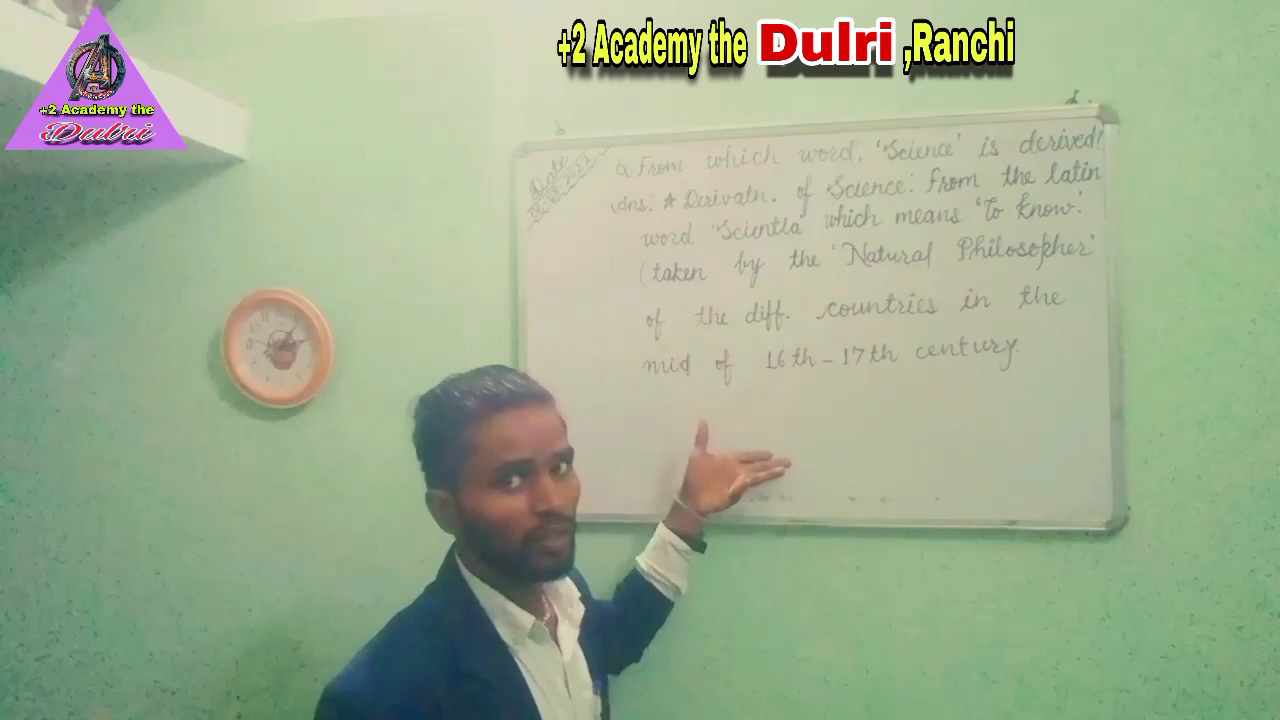 +2 Academy the Dulri ,Ranchi
+2 Academy the
Dulri
Date
Q From which word, 'Science' is derived?
Ans: * Derivatn. of Science: From the latin
word 'Scientia' which means 'to know'.
(taken by the 'Natural Philosopher'
of the diff. countries in the
mid of 16th - 17th century.